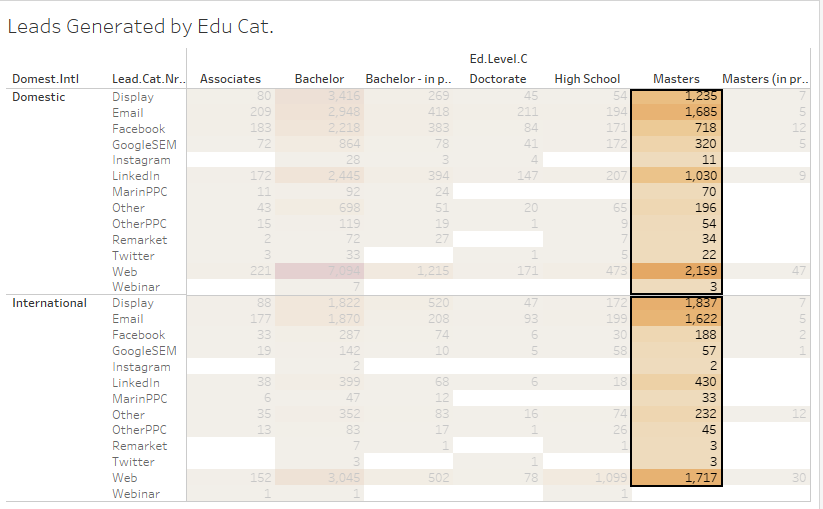 Leads Generated by Edu Cat.
Ed.Level.C
Domest.Intl Lead.Cat.Nr.. Associates Bachelor Bachelor - in p.. Doctorate High School Masters Masters (in pr..
Domestic Display 80 3,416 269 45 54 1,235 7
Email 209 2,948 418 211 194 1,685 5
Facebook 183 2,218 383 84 171 718 12
GoogleSEM 72 864 78 41 172 320 5
Instagram 28 3 4 11
LinkedIn 172 2,445 394 147 207 1,030 9
MarinPPC 11 92 24 70
Other 43 698 51 20 65 196
OtherPPC 15 119 19 1 9 54
Remarket 2 72 27 7 34
Twitter 3 33 1 5 22
Web 221 7,094 1,215 171 473 2,159 47
Webinar 7 3
International Display 88 1,822 520 47 172 1,837 7
Email 177 1,870 208 93 199 1,622 5
Facebook 33 287 74 6 30 188 2
GoogleSEM 19 142 10 5 58 57 1
Instagram 2 2
LinkedIn 38 399 68 6 18 430
MarinPPC 6 47 12 33
Other 35 352 83 16 74 232 12
OtherPPC 13 83 17 1 26 45
Remarket 7 1 1 3
Twitter 3 1 3
Web 152 3,045 502 78 1,099 1,717 30
Webinar 1 1 1